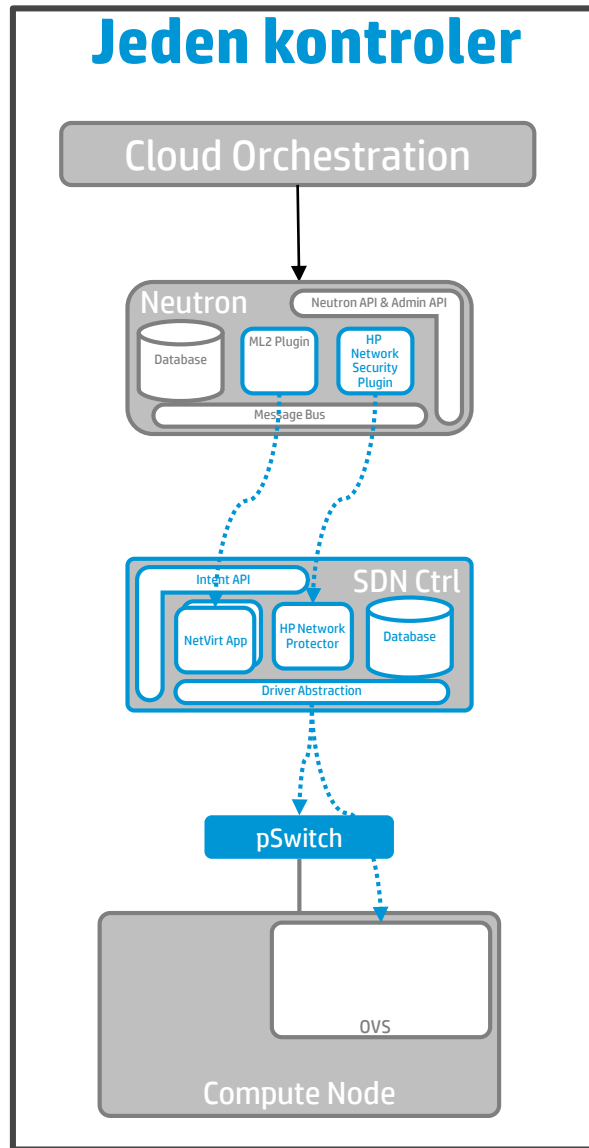 Jeden kontroler
Cloud Orchestration
Neutron
Neutron API & Admin API
Database
ML2 Plugin
HP
Network
Security
Plugin
Message Bus
Intent API
SDN Ctrl
NetVirt App
HP Network
Protector
Database
Driver Abstraction
pSwitch
OVS
Compute Node